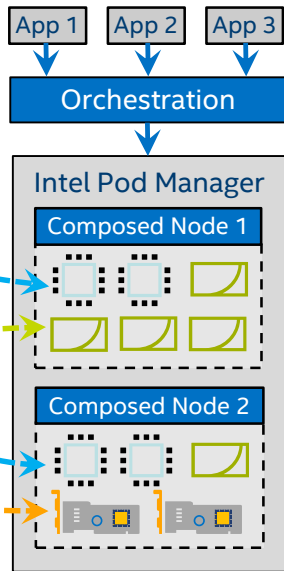 App 1 App 2 App 3
Orchestration
Intel Pod Manager
Composed Node 1
Composed Node 2